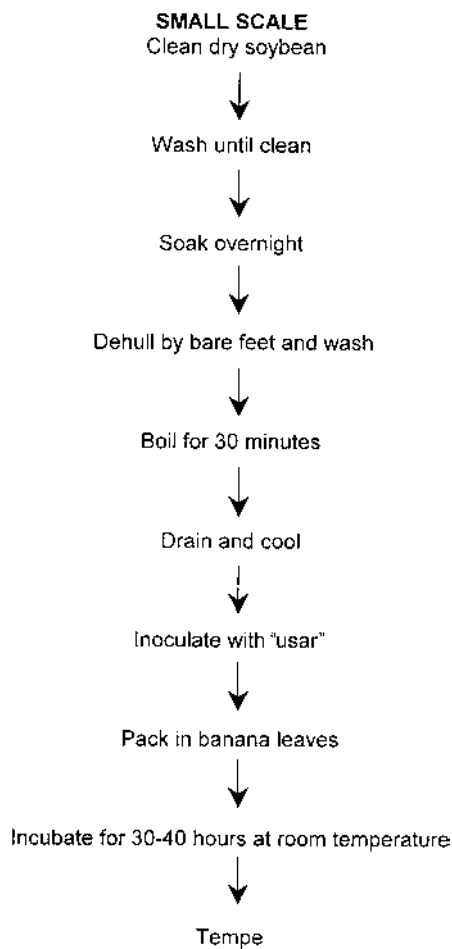 SMALL SCALE
Clean dry soybean
Wash until clean
Soak overnight
Dehull by bare feet and wash
Boil for 30 minutes
Drain and cool
Inoculate with “usar”
Pack in banana leaves
Incubate for 30-40 hours at room temperature
Tempe